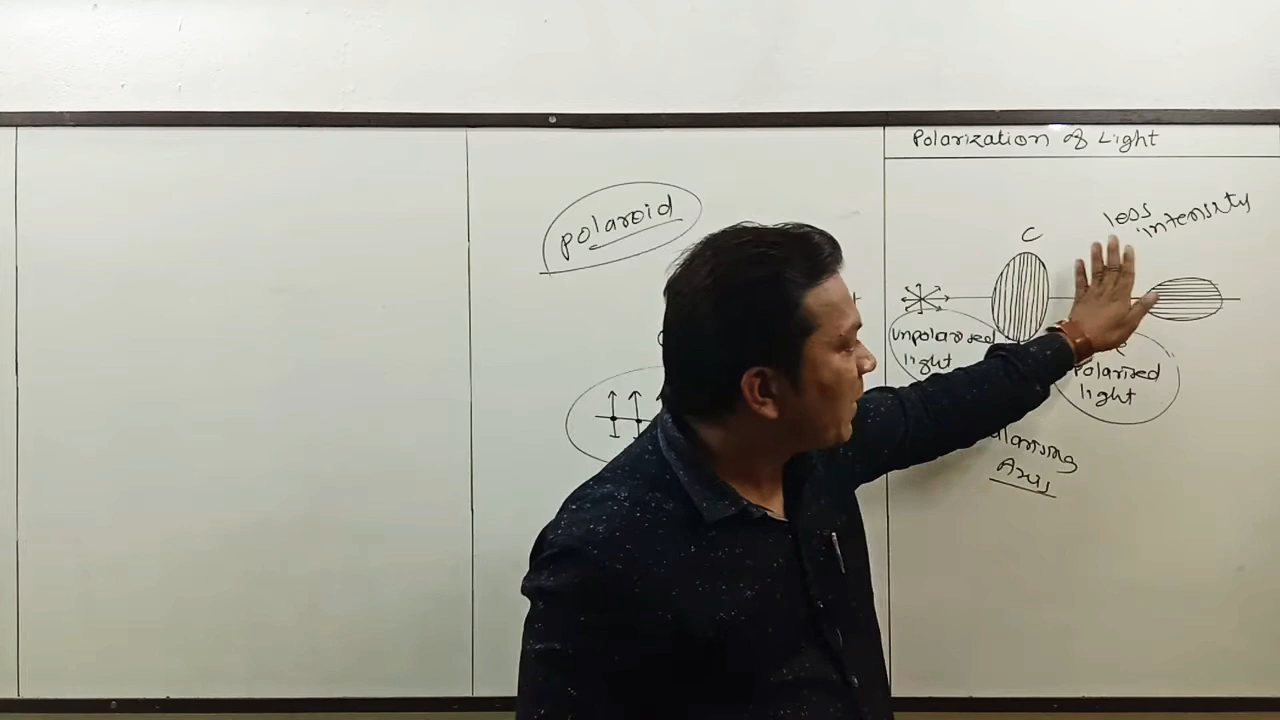 Polarization of Light
polaroid
less
intensity
C
unpolarized
light
Polarized
light
Axis